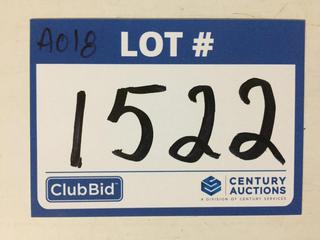 A018 LOT #
1522
ClubBid
CENTURY
AUCTIONS
A DIVISION OF CENTURY SERVICES